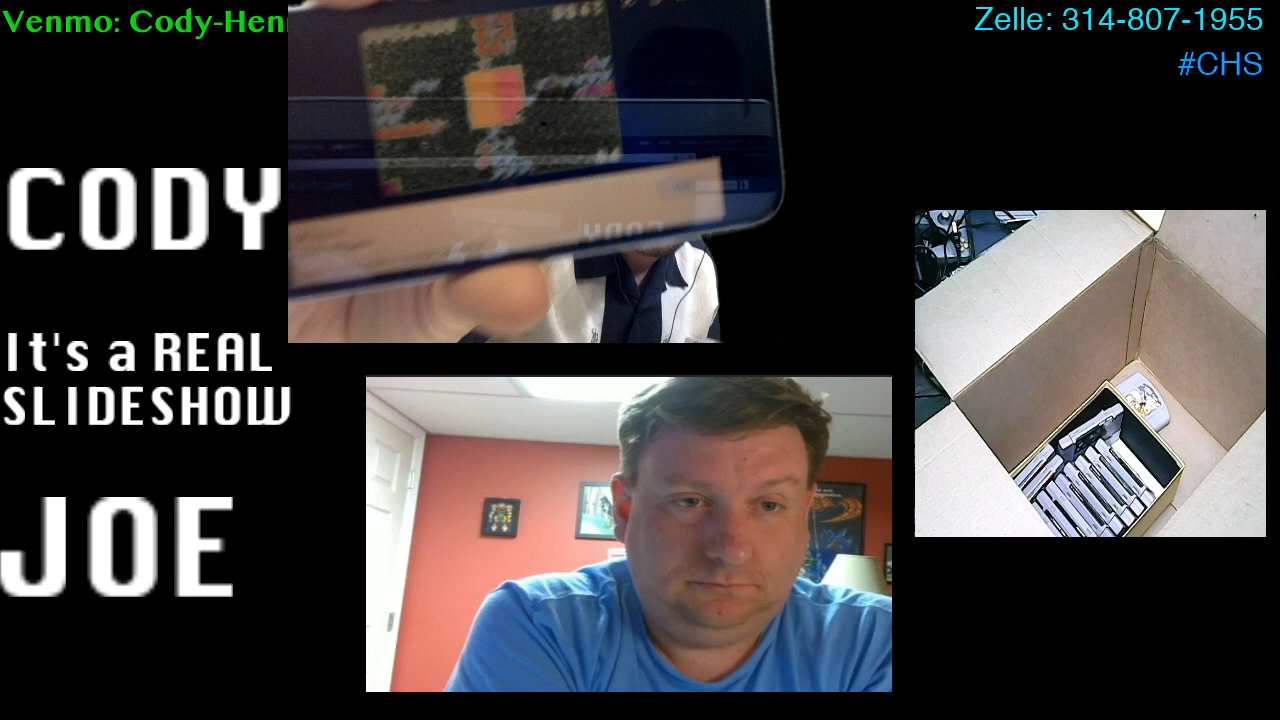 Venmo: Cody-Hen
Zelle: 314-807-1955
#CHS
CODY
It's a REAL
SLIDESHOW
JOE